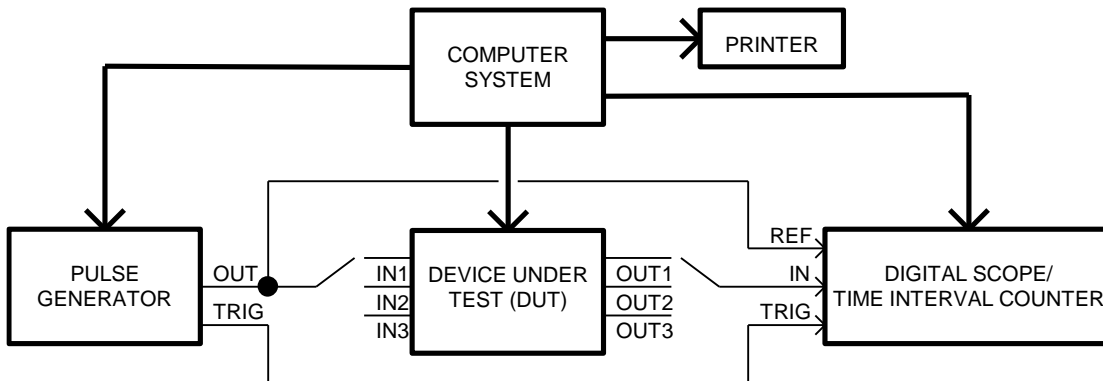 COMPUTER
SYSTEM
PRINTER
PULSE
GENERATOR
OUT
TRIG
IN1
IN2
IN3
DEVICE UNDER
TEST (DUT)
OUT1
OUT2
OUT3
REF
IN
TRIG
DIGITAL SCOPE/
TIME INTERVAL COUNTER